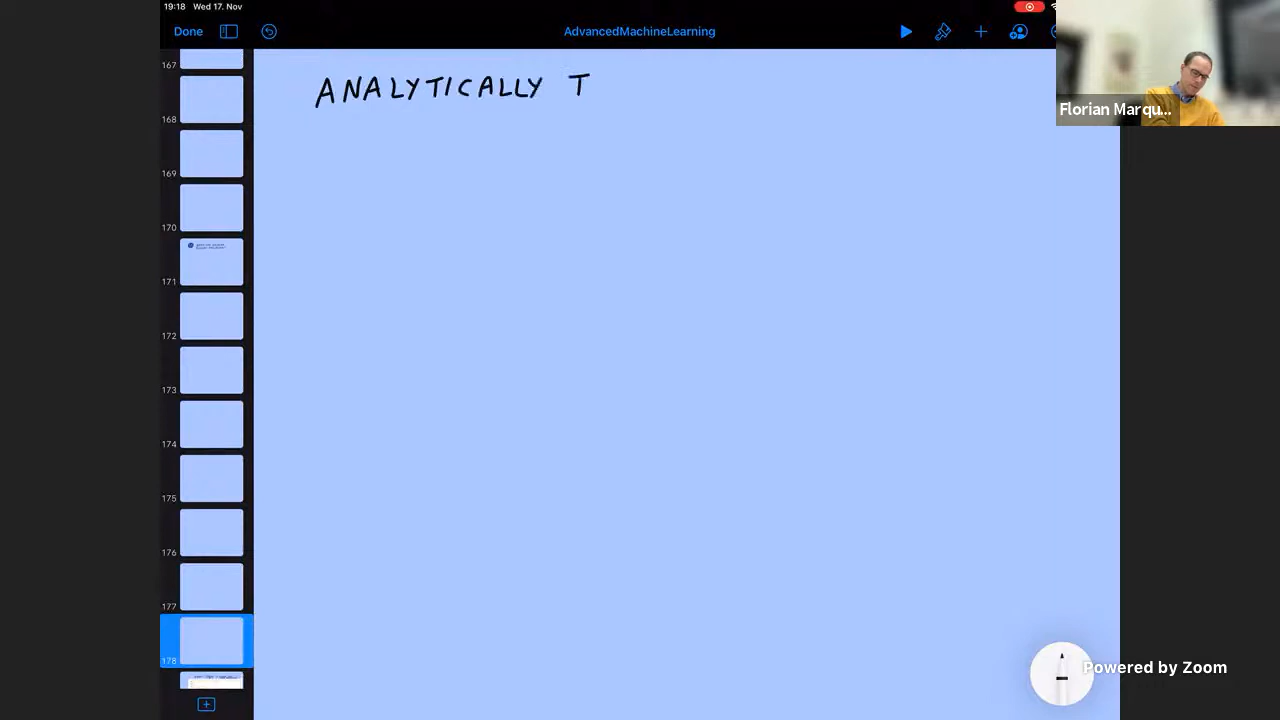 19:18 Wed 17. Nov
Done
AdvancedMachineLearning
ANALYTICALLY T
Florian Marqu...
167
168
169
170
171
172
173
174
175
176
177
178
Powered by Zoom